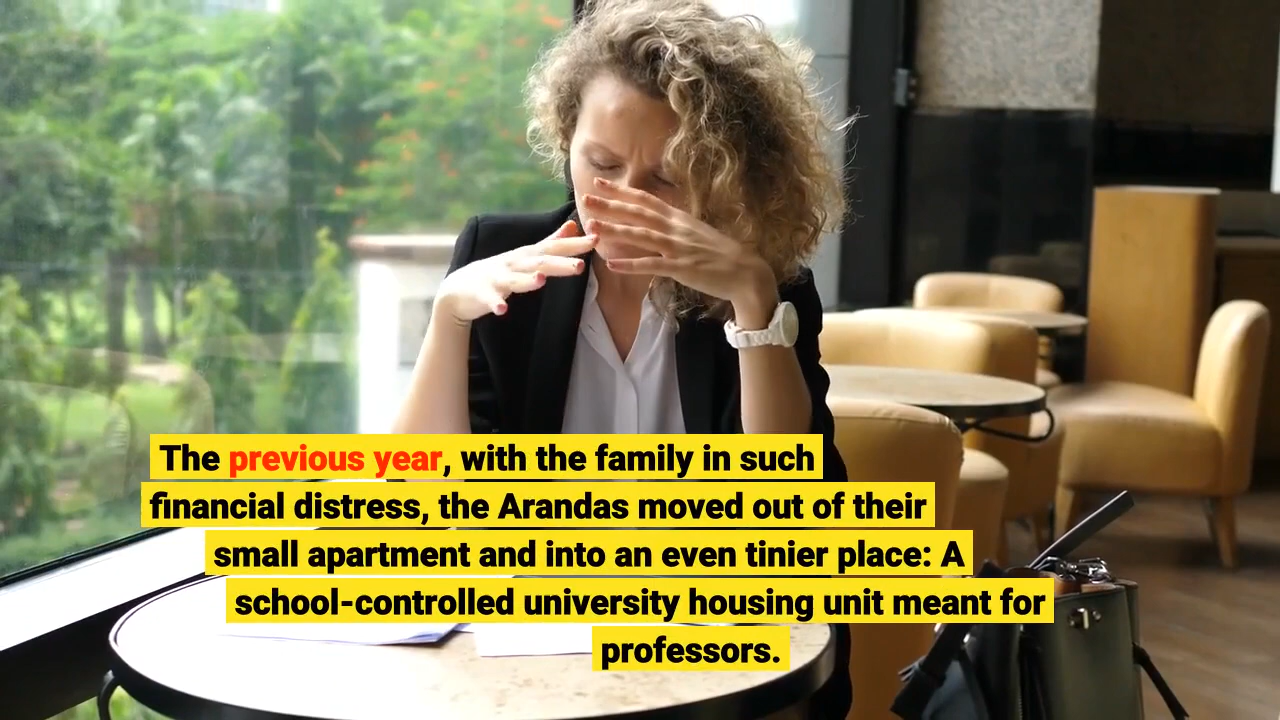 The previous year, with the family in such
financial distress, the Arandas moved out of their
small apartment and into an even tinier place: A
school-controlled university housing unit meant for
professors.